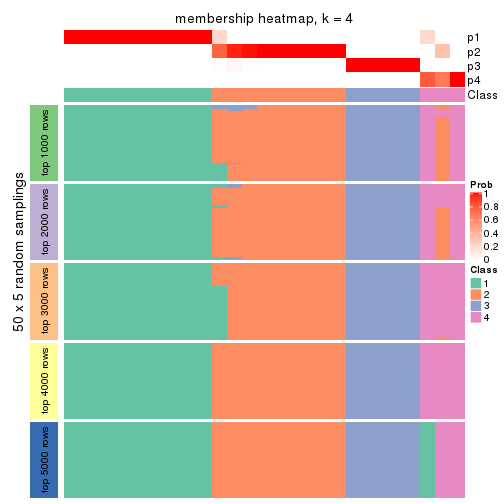 membership heatmap, k = 4
p1
p2
p3
p4
Class
50 x 5 random samplings
top 1000 rows
top 2000 rows
top 3000 rows
top 4000 rows
top 5000 rows
Prob
1
0.8
0.6
0.4
0.2
0
Class
1
2
3
4